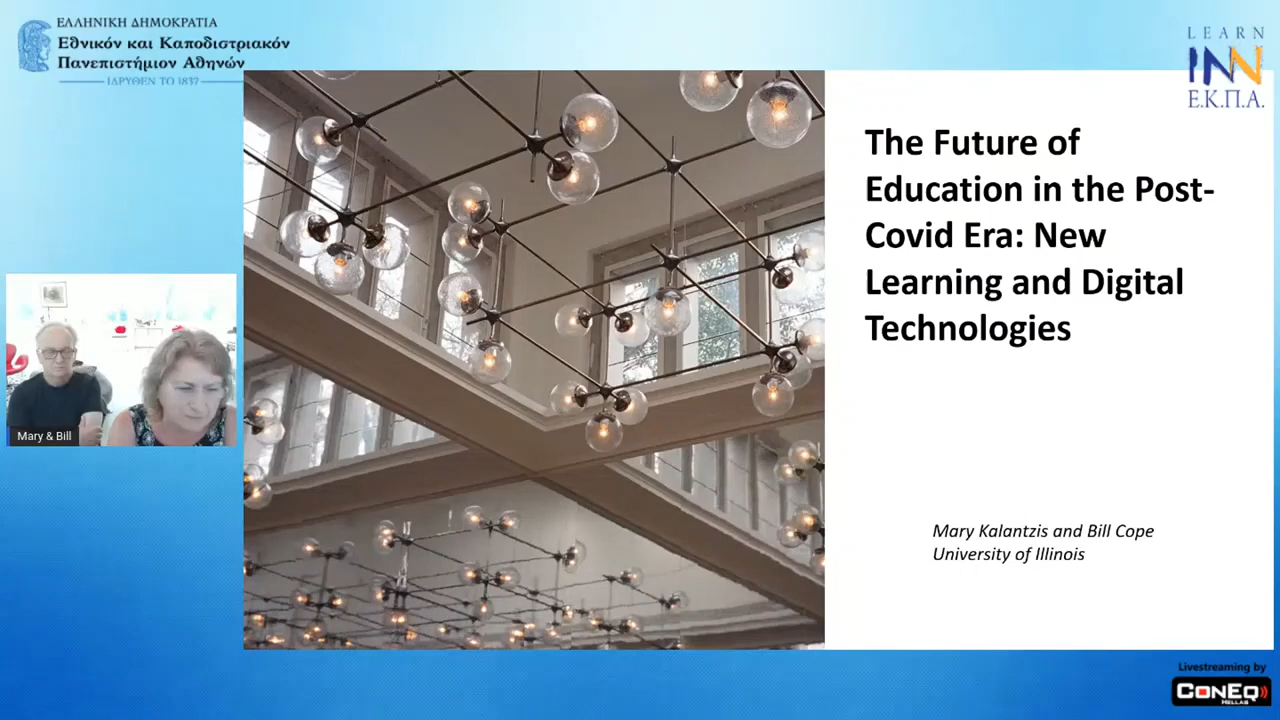 ΕΛΛΗΝΙΚΗ ΔΗΜΟΚΡΑΤΙΑ
Εθνικόν και Καποδιστριακόν
Πανεπιστήμιον Αθηνών
ΙΔΡΥΘΕΝ ΤΟ 1837
LEARN
INN
Ε.Κ.Π.Α.
The Future of
Education in the Post-
Covid Era: New
Learning and Digital
Technologies
Mary & Bill
Mary Kalantzis and Bill Cope
University of Illinois
Livestreaming by
CONEQ
HELLAS